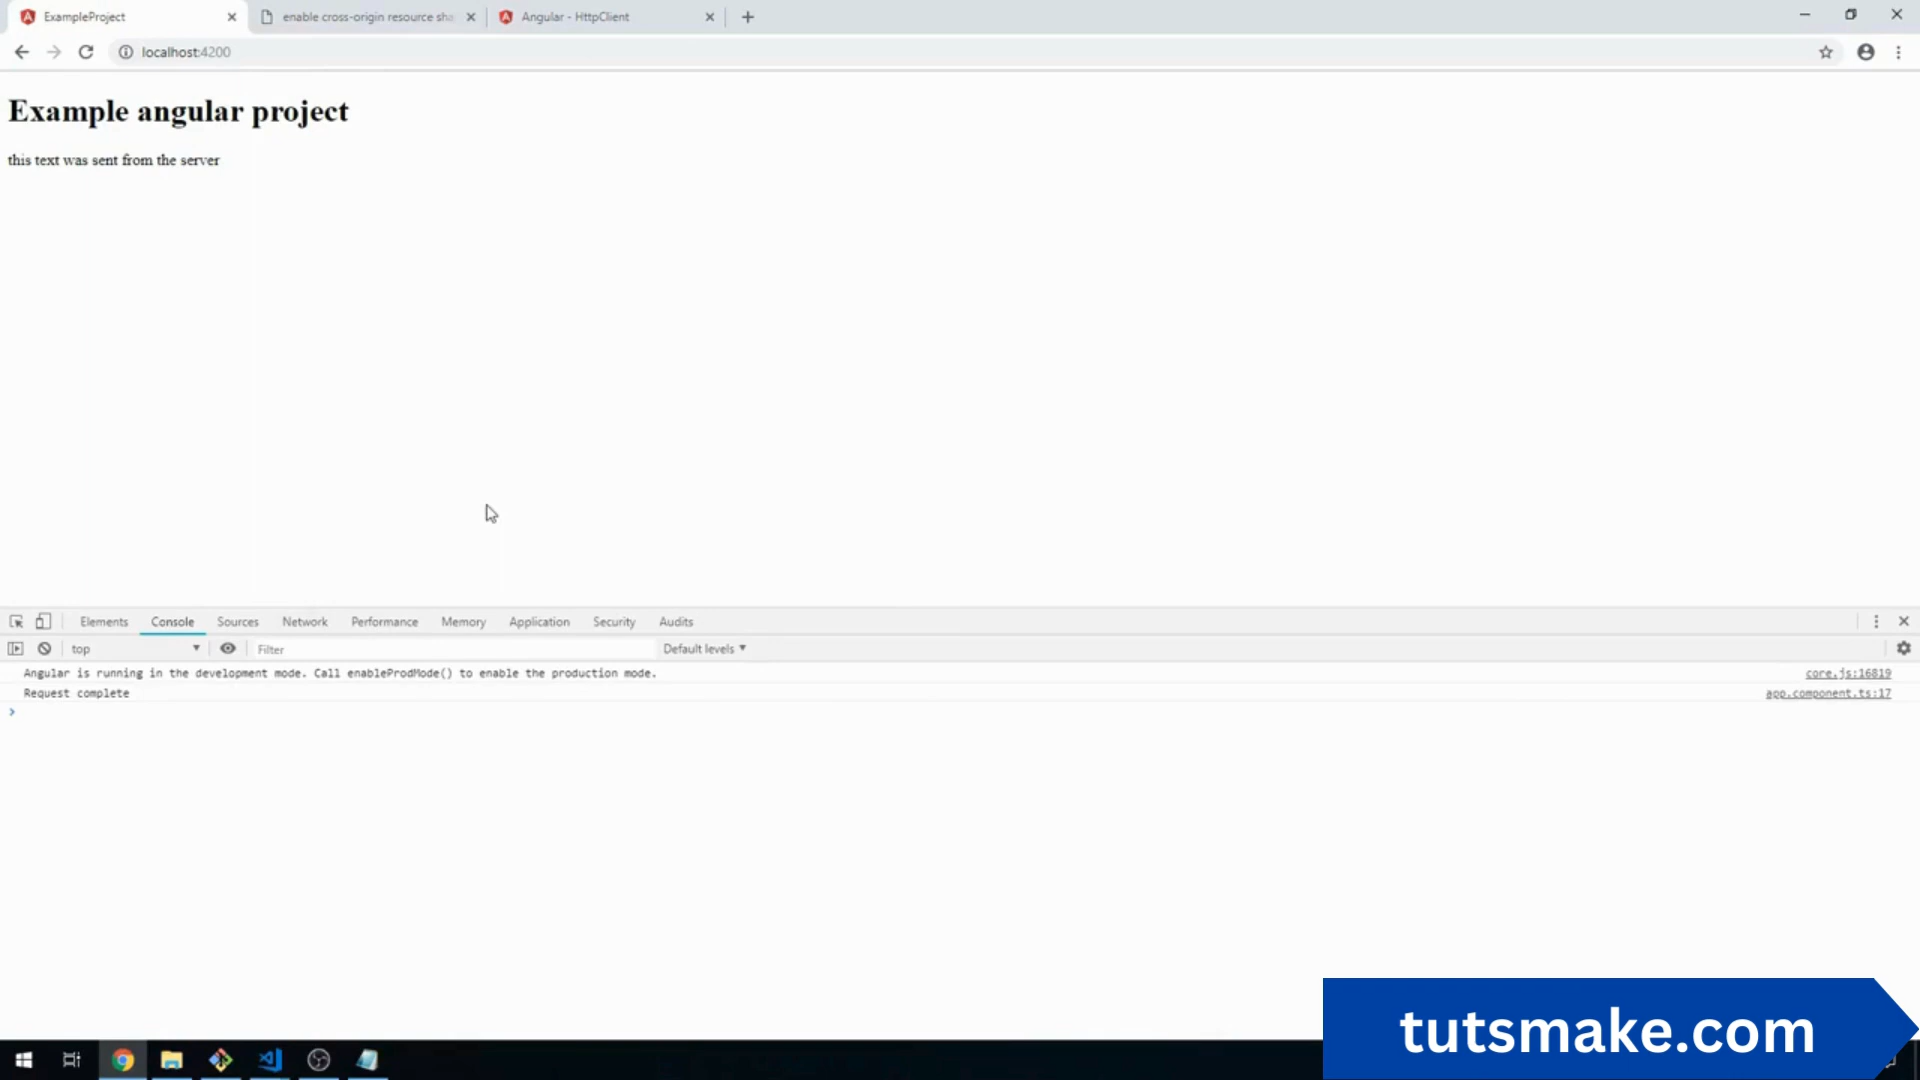 ExampleProject
enable cross-origin resource sha
Angular - HttpClient
localhost:4200
Example angular project
this text was sent from the server
Elements Console Sources Network Performance Memory Application Security Audits
top Filter Default levels
Angular is running in the development mode. Call enableProdMode() to enable the production mode. core.js:16819
Request complete app.component.ts:17
tutsmake.com